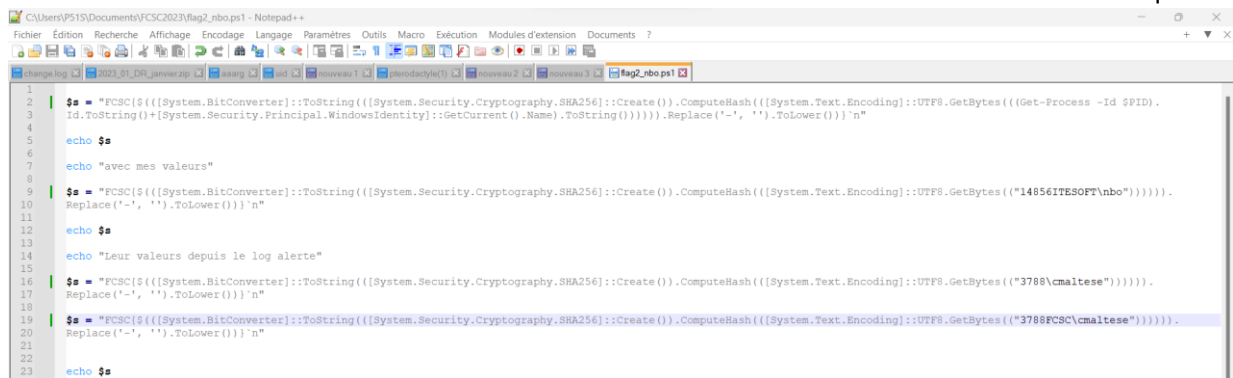 C:\Users\P51S\Documents\FCSC2023\flag2_nbo.ps1 - Notepad++
Fichier Édition Recherche Affichage Encodage Langage Paramètres Outils Macro Exécution Modules d'extension Documents ?
change.log 2023_01_DR_janvier.zip aaarg uid nouveau 1 pterodactyle(1) nouveau 2 nouveau 3 flag2_nbo.ps1
1
2 $s = "FCSC{$(([System.BitConverter]::ToString(([System.Security.Cryptography.SHA256]::Create()).ComputeHash(([System.Text.Encoding]::UTF8.GetBytes(((Get-Process -Id $PID).
3 Id.ToString()+[System.Security.Principal.WindowsIdentity]::GetCurrent().Name).ToString()))))).Replace('-', '').ToLower())}`n"
4
5 echo $s
6
7 echo "avec mes valeurs"
8
9 $s = "FCSC{$(([System.BitConverter]::ToString(([System.Security.Cryptography.SHA256]::Create()).ComputeHash(([System.Text.Encoding]::UTF8.GetBytes(("14856ITESOFT\nbo")))))).
10 Replace('-', '').ToLower())}`n"
11
12 echo $s
13
14 echo "Leur valeurs depuis le log alerte"
15
16 $s = "FCSC{$(([System.BitConverter]::ToString(([System.Security.Cryptography.SHA256]::Create()).ComputeHash(([System.Text.Encoding]::UTF8.GetBytes(("3788\cmaltese")))))).
17 Replace('-', '').ToLower())}`n"
18
19 $s = "FCSC{$(([System.BitConverter]::ToString(([System.Security.Cryptography.SHA256]::Create()).ComputeHash(([System.Text.Encoding]::UTF8.GetBytes(("3788FCSC\cmaltese")))))).
20 Replace('-', '').ToLower())}`n"
21
22
23 echo $s